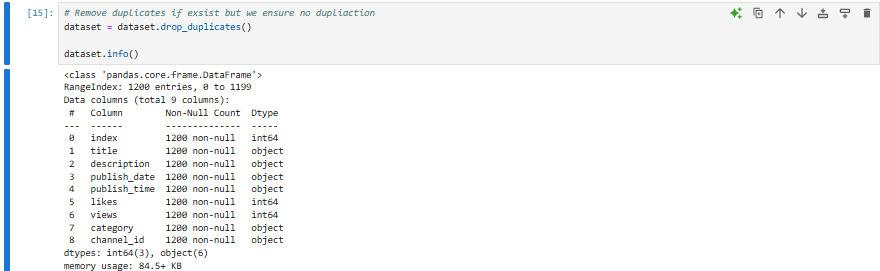 [15]: # Remove duplicates if exsist but we ensure no dupliaction
dataset = dataset.drop_duplicates()
dataset.info()
<class 'pandas.core.frame.DataFrame'>
RangeIndex: 1200 entries, 0 to 1199
Data columns (total 9 columns):
 #   Column        Non-Null Count  Dtype
---  ------        --------------  -----
 0   index         1200 non-null   int64
 1   title         1200 non-null   object
 2   description   1200 non-null   object
 3   publish_date  1200 non-null   object
 4   publish_time  1200 non-null   object
 5   likes         1200 non-null   int64
 6   views         1200 non-null   int64
 7   category      1200 non-null   object
 8   channel_id    1200 non-null   object
dtypes: int64(3), object(6)
memory usage: 84.5+ KB